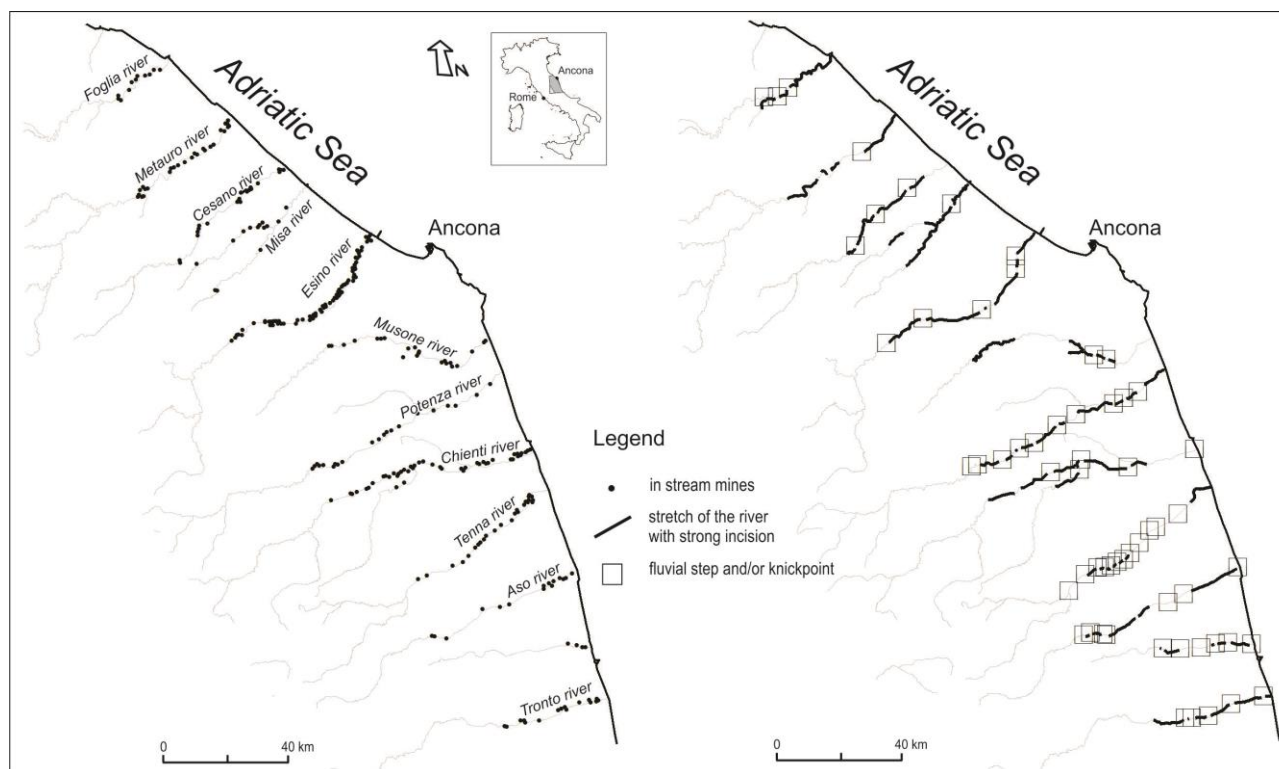 Foglia river
Metauro river
Cesano river
Misa river
Esino river
Adriatic Sea
N
Ancona
Rome
Ancona
Musone river
Potenza river
Chienti river
Tenna river
Aso river
Tronto river
0 40 km
Legend
in stream mines
stretch of the river
with strong incision
fluvial step and/or knickpoint
Adriatic Sea
Ancona
0 40 km